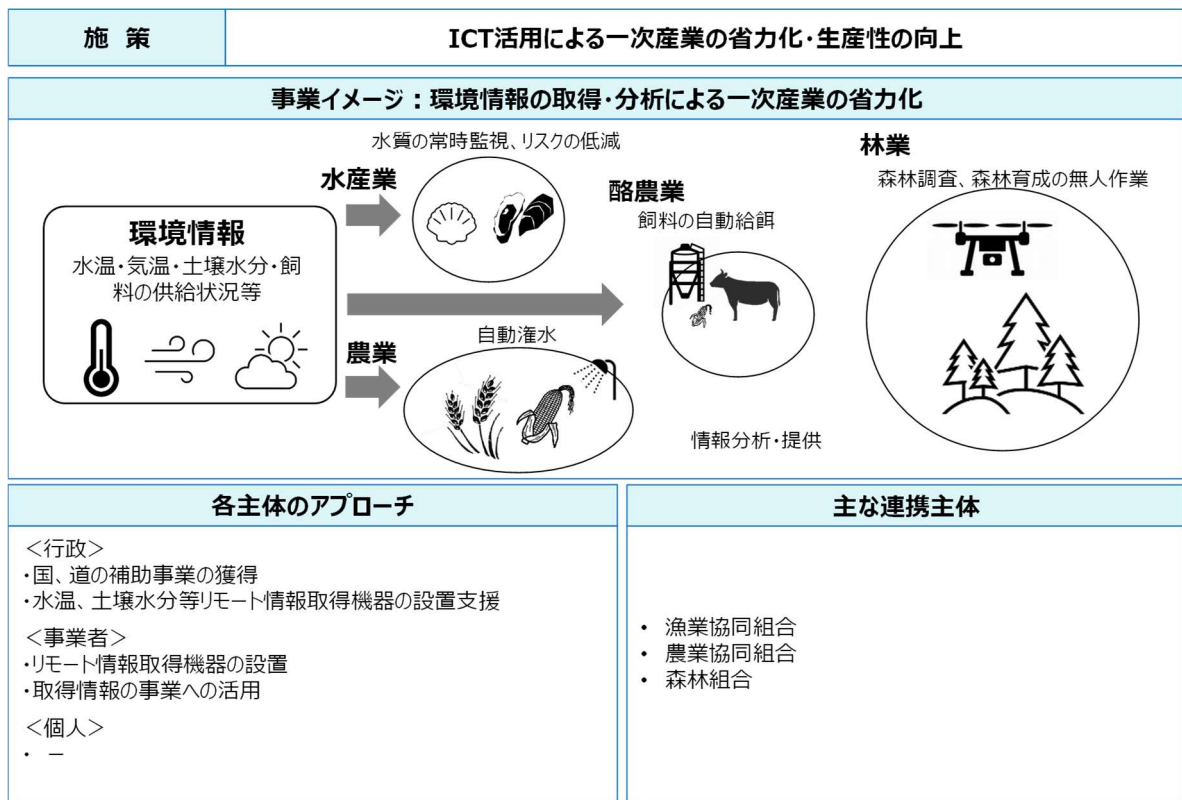 施 策
ICT活用による一次産業の省力化・生産性の向上
事業イメージ：環境情報の取得・分析による一次産業の省力化
水質の常時監視、リスクの低減
水産業
林業
森林調査、森林育成の無人作業
酪農業
飼料の自動給餌
環境情報
水温・気温・土壌水分・飼
料の供給状況等
自動潅水
農業
情報分析・提供
各主体のアプローチ
＜行政＞
・国、道の補助事業の獲得
・水温、土壌水分等リモート情報取得機器の設置支援
＜事業者＞
・リモート情報取得機器の設置
・取得情報の事業への活用
＜個人＞
・ －
主な連携主体
• 漁業協同組合
• 農業協同組合
• 森林組合